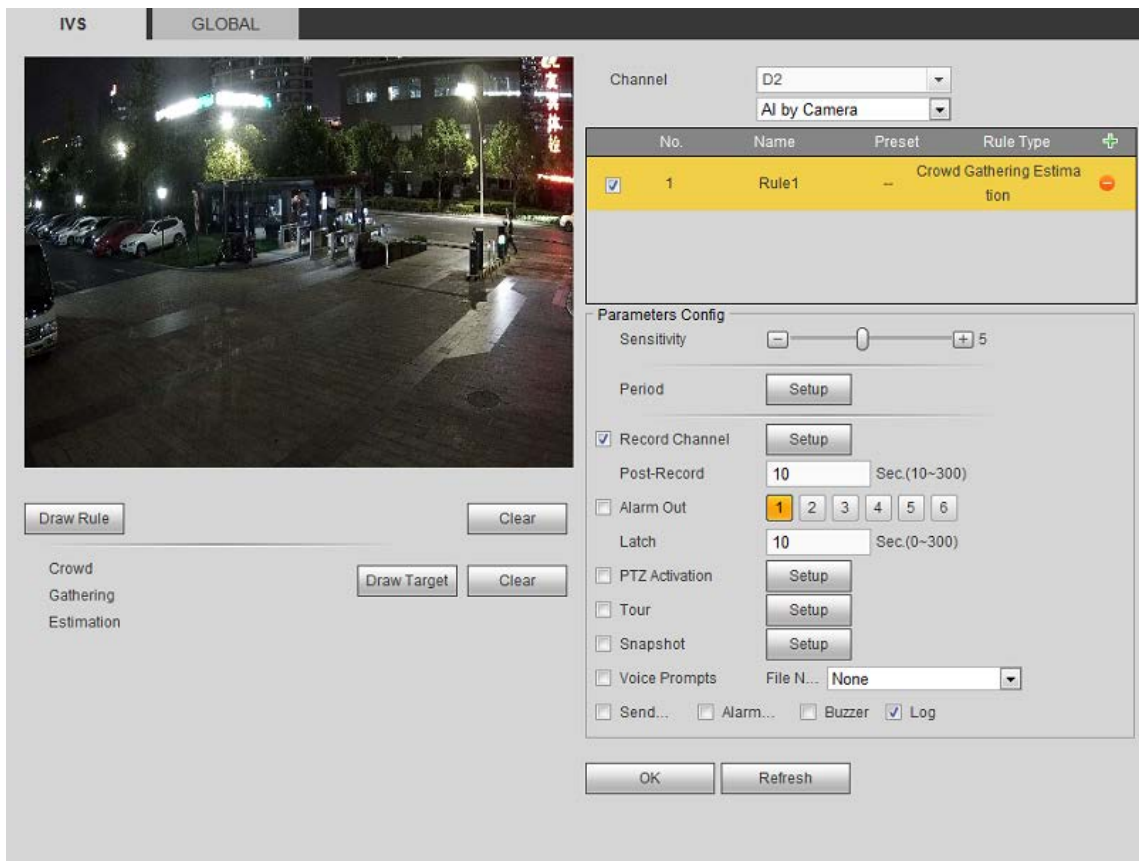 IVS
GLOBAL
Channel
D2
AI by Camera
No. Name Preset Rule Type
1 Rule1 -- Crowd Gathering Estima
tion
Parameters Config
Sensitivity 5
Period Setup
Record Channel Setup
Post-Record 10 Sec.(10~300)
Alarm Out 1 2 3 4 5 6
Latch 10 Sec.(0~300)
PTZ Activation Setup
Tour Setup
Snapshot Setup
Voice Prompts File N... None
Send... Alarm... Buzzer Log
OK Refresh
Draw Rule Clear
Crowd
Gathering
Estimation
Draw Target Clear